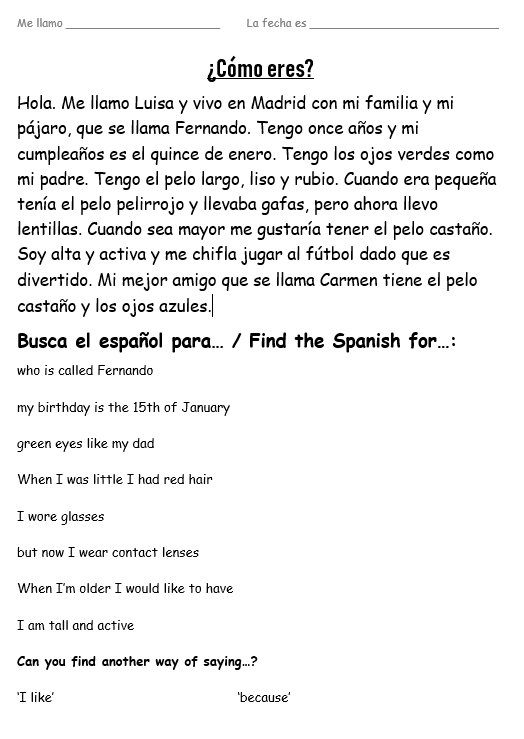 Me llamo ______________________ La fecha es ___________________________
¿Cómo eres?
Hola. Me llamo Luisa y vivo en Madrid con mi familia y mi
pájaro, que se llama Fernando. Tengo once años y mi
cumpleaños es el quince de enero. Tengo los ojos verdes como
mi padre. Tengo el pelo largo, liso y rubio. Cuando era pequeña
tenía el pelo pelirrojo y llevaba gafas, pero ahora llevo
lentillas. Cuando sea mayor me gustaría tener el pelo castaño.
Soy alta y activa y me chifla jugar al fútbol dado que es
divertido. Mi mejor amigo que se llama Carmen tiene el pelo
castaño y los ojos azules.
Busca el español para… / Find the Spanish for…:
who is called Fernando
my birthday is the 15th of January
green eyes like my dad
When I was little I had red hair
I wore glasses
but now I wear contact lenses
When I’m older I would like to have
I am tall and active
Can you find another way of saying…?
‘I like’ ‘because’